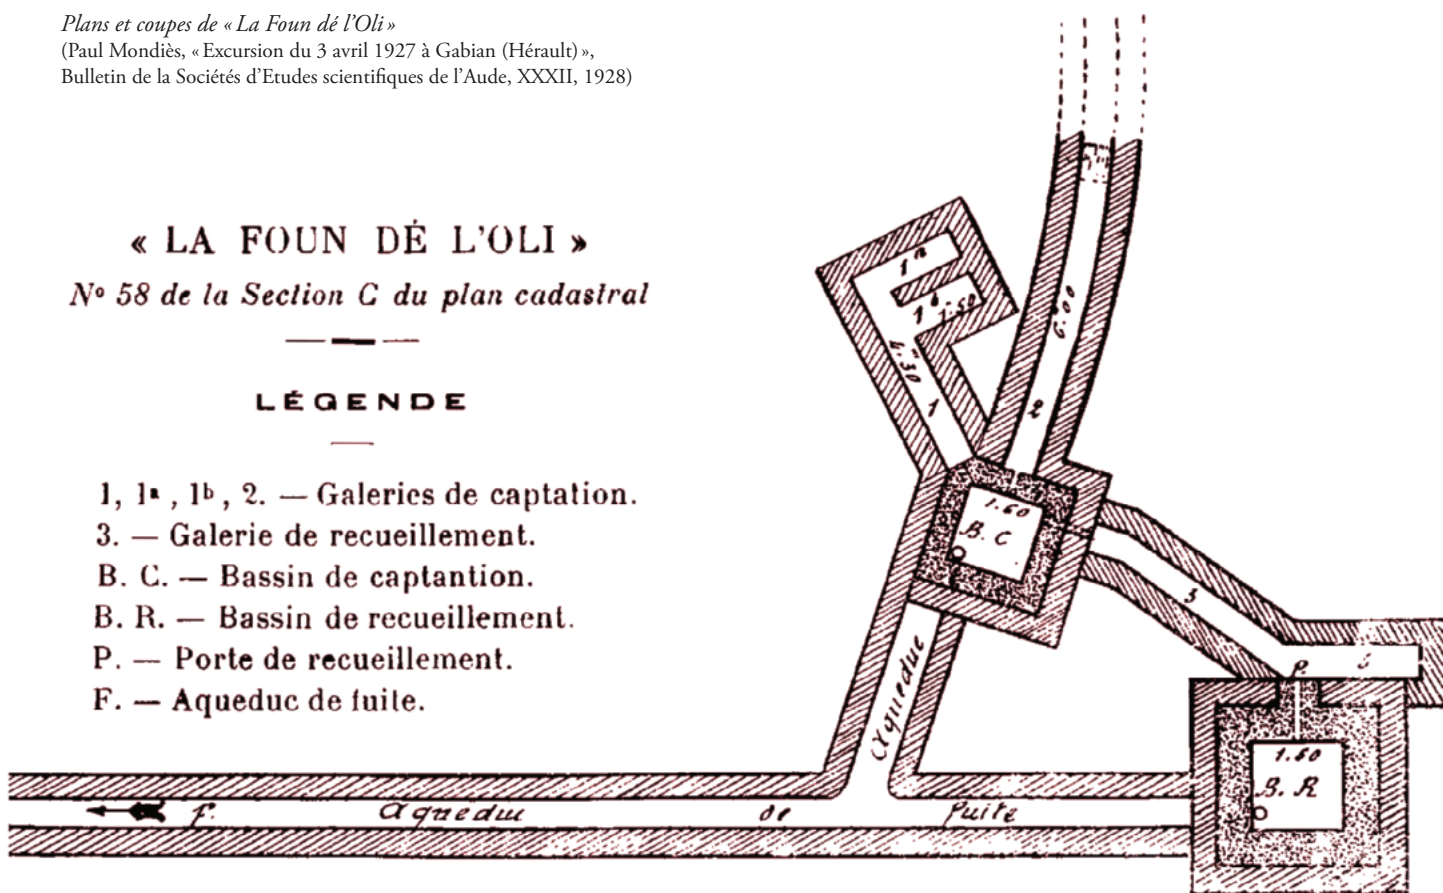 Plans et coupes de « La Foun dé l'Oli »
(Paul Mondiès, « Excursion du 3 avril 1927 à Gabian (Hérault) »,
Bulletin de la Sociétés d'Etudes scientifiques de l'Aude, XXXII, 1928)
« LA FOUN DÉ L'OLI »
Nº 58 de la Section C du plan cadastral
LÉGENDE
1, 1ª , 1ᵇ , 2. — Galeries de captation.
3. — Galerie de recueillement.
B. C. — Bassin de captantion.
B. R. — Bassin de recueillement.
P. — Porte de recueillement.
F. — Aqueduc de fuite.
1ª
1ᵇ 1.50
4.ᵐ30
1
6.00
2
1.60
B. C
3
3
P.
Aqueduc
1.50
B. R
f. Aqueduc de fuite